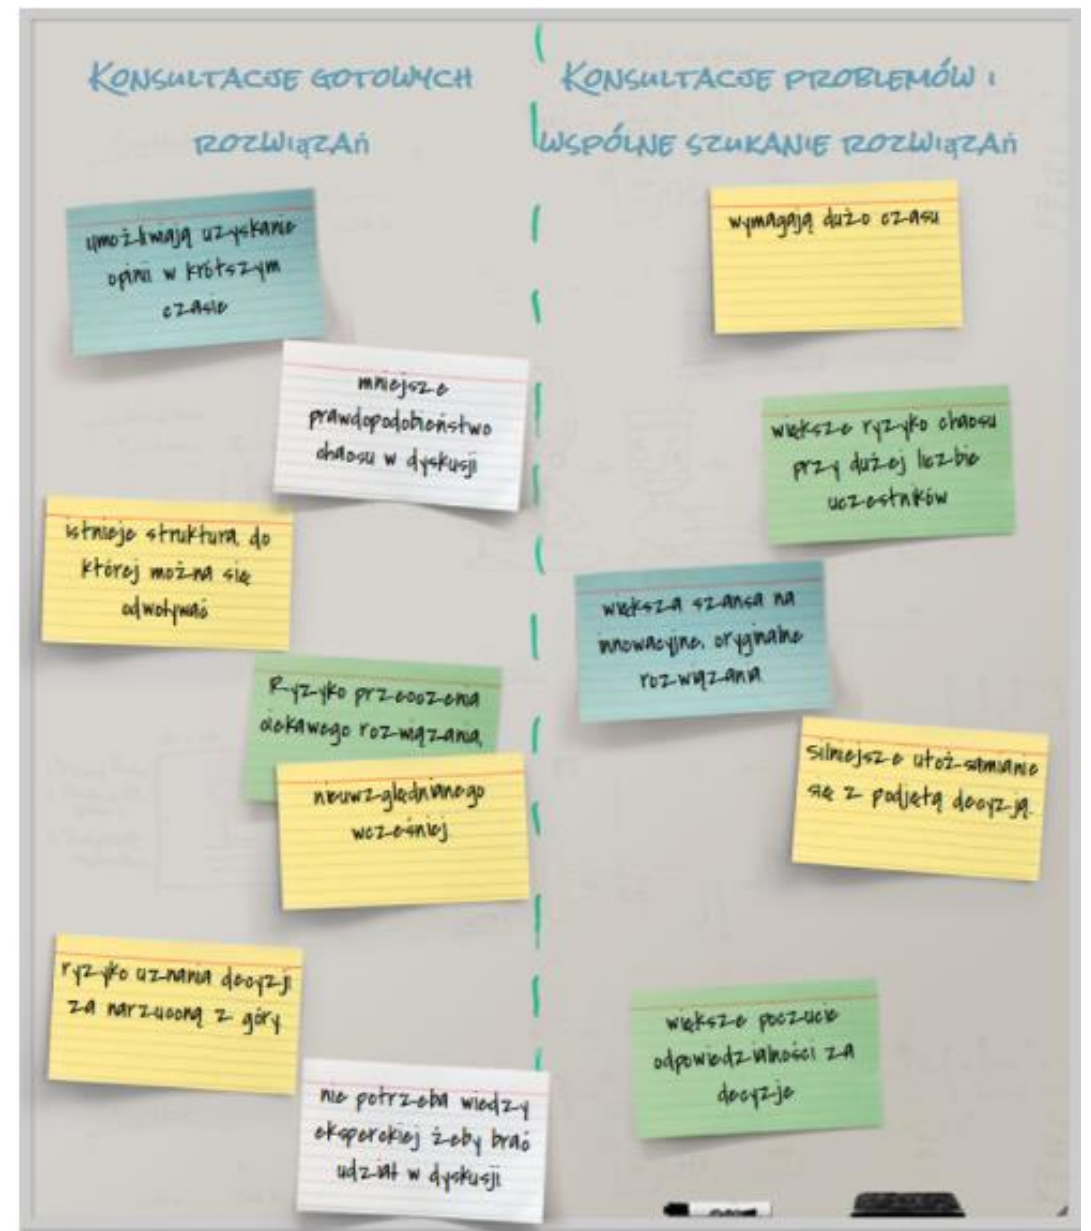 Konsultacje gotowych
rozwiązań
umożliwiają uzyskanie
opinii w krótszym
czasie
mniejsze
prawdopodobieństwo
chaosu w dyskusji
istnieje struktura, do
której można się
odwoływać
Ryzyko przeoczenia
ciekawego rozwiązania,
nieuwzględnianego
wcześniej
ryzyko uznania decyzji
za narzuconą z góry
nie potrzeba wiedzy
eksperckiej żeby brać
udział w dyskusji
Konsultacje problemów i
wspólne szukanie rozwiązań
wymagają dużo czasu
większe ryzyko chaosu
przy dużej liczbie
uczestników
większa szansa na
innowacyjne, oryginalne
rozwiązania
silniejsze utożsamianie
się z podjętą decyzją.
większe poczucie
odpowiedzialności za
decyzje